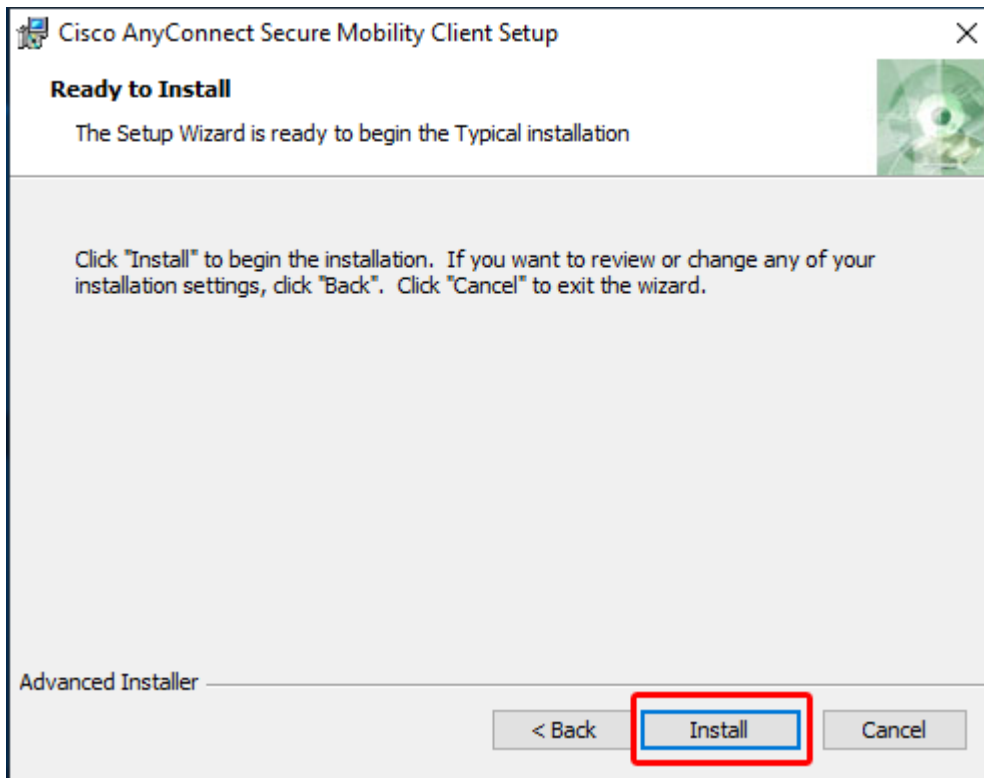 Cisco AnyConnect Secure Mobility Client Setup
Ready to Install
The Setup Wizard is ready to begin the Typical installation
Click "Install" to begin the installation.  If you want to review or change any of your
installation settings, click "Back".  Click "Cancel" to exit the wizard.
Advanced Installer
< Back Install Cancel